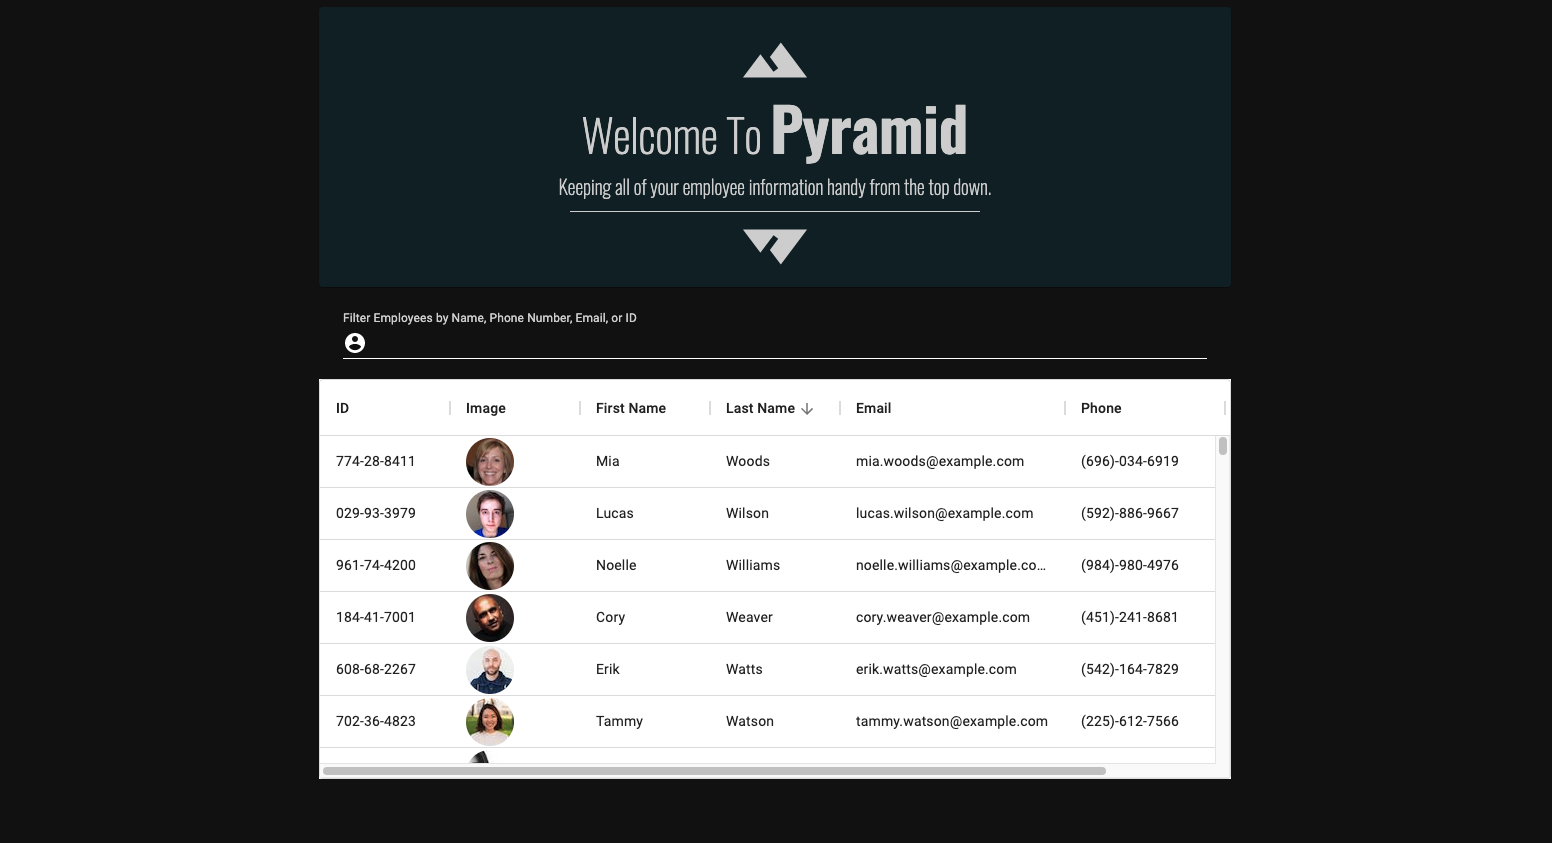 Welcome To Pyramid
Keeping all of your employee information handy from the top down.
Filter Employees by Name, Phone Number, Email, or ID
ID Image First Name Last Name Email Phone
774-28-8411 Mia Woods mia.woods@example.com (696)-034-6919
029-93-3979 Lucas Wilson lucas.wilson@example.com (592)-886-9667
961-74-4200 Noelle Williams noelle.williams@example.co… (984)-980-4976
184-41-7001 Cory Weaver cory.weaver@example.com (451)-241-8681
608-68-2267 Erik Watts erik.watts@example.com (542)-164-7829
702-36-4823 Tammy Watson tammy.watson@example.com (225)-612-7566